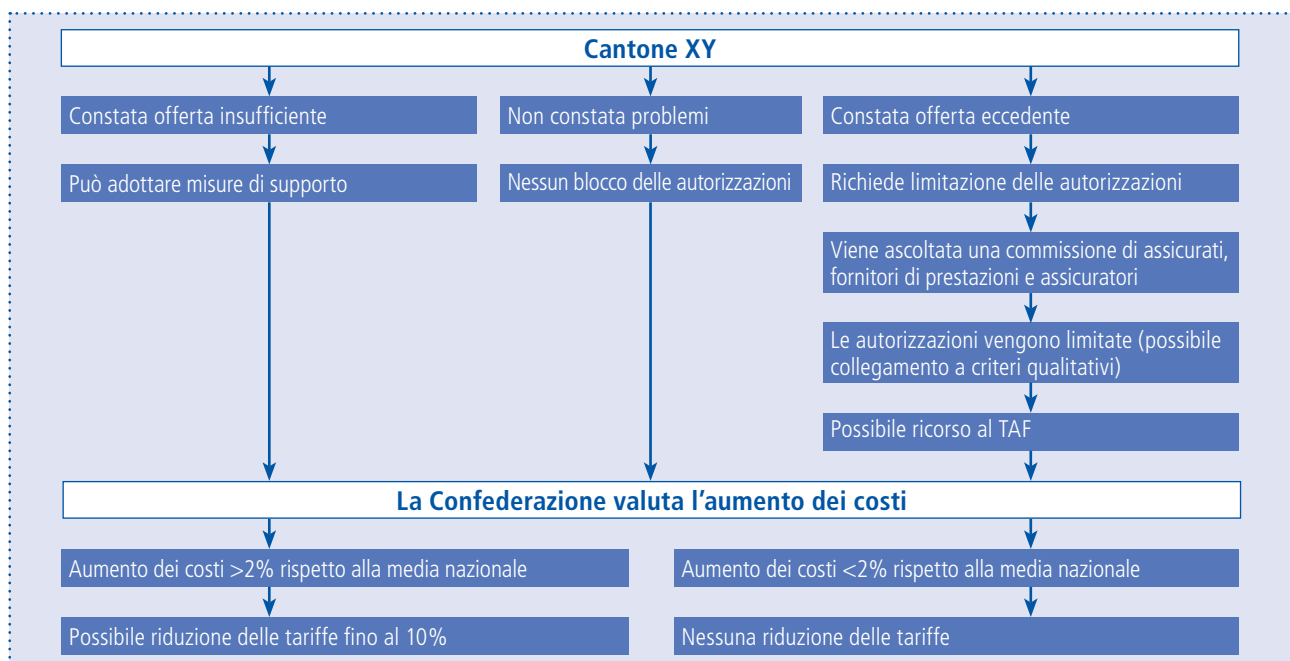 Cantone XY
Constata offerta insufficiente
Non constata problemi
Constata offerta eccedente
Può adottare misure di supporto
Nessun blocco delle autorizzazioni
Richiede limitazione delle autorizzazioni
Viene ascoltata una commissione di assicurati,
fornitori di prestazioni e assicuratori
Le autorizzazioni vengono limitate (possibile
collegamento a criteri qualitativi)
Possibile ricorso al TAF
La Confederazione valuta l’aumento dei costi
Aumento dei costi >2% rispetto alla media nazionale
Aumento dei costi <2% rispetto alla media nazionale
Possibile riduzione delle tariffe fino al 10%
Nessuna riduzione delle tariffe